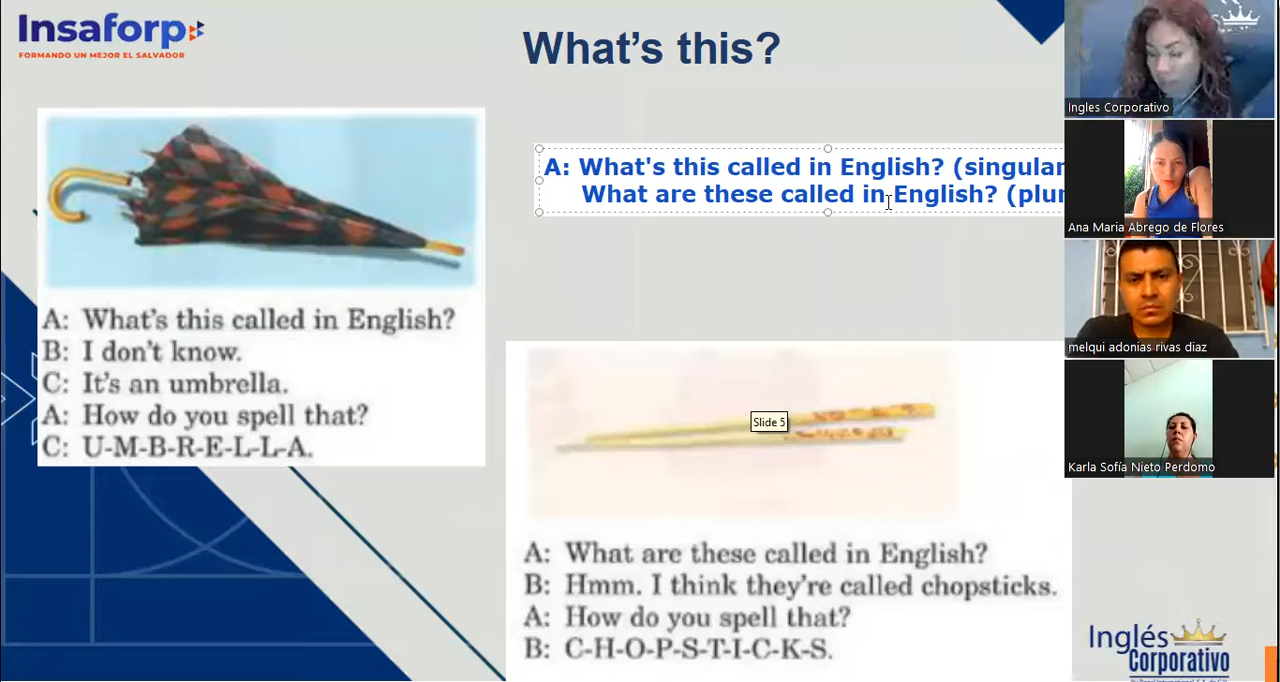 Insaforp
FORMANDO UN MEJOR EL SALVADOR
What's this?
A: What's this called in English? (singular
What are these called in English? (plur
A: What's this called in English?
B: I don't know.
C: It's an umbrella.
A: How do you spell that?
C: U-M-B-R-E-L-L-A.
Slide 5
A: What are these called in English?
B: Hmm. I think they're called chopsticks.
A: How do you spell that?
B: C-H-O-P-S-T-I-C-K-S.
Ingles Corporativo
Ana Maria Abrego de Flores
melqui adonias rivas diaz
Karla Sofía Nieto Perdomo
Inglés
Corporativo